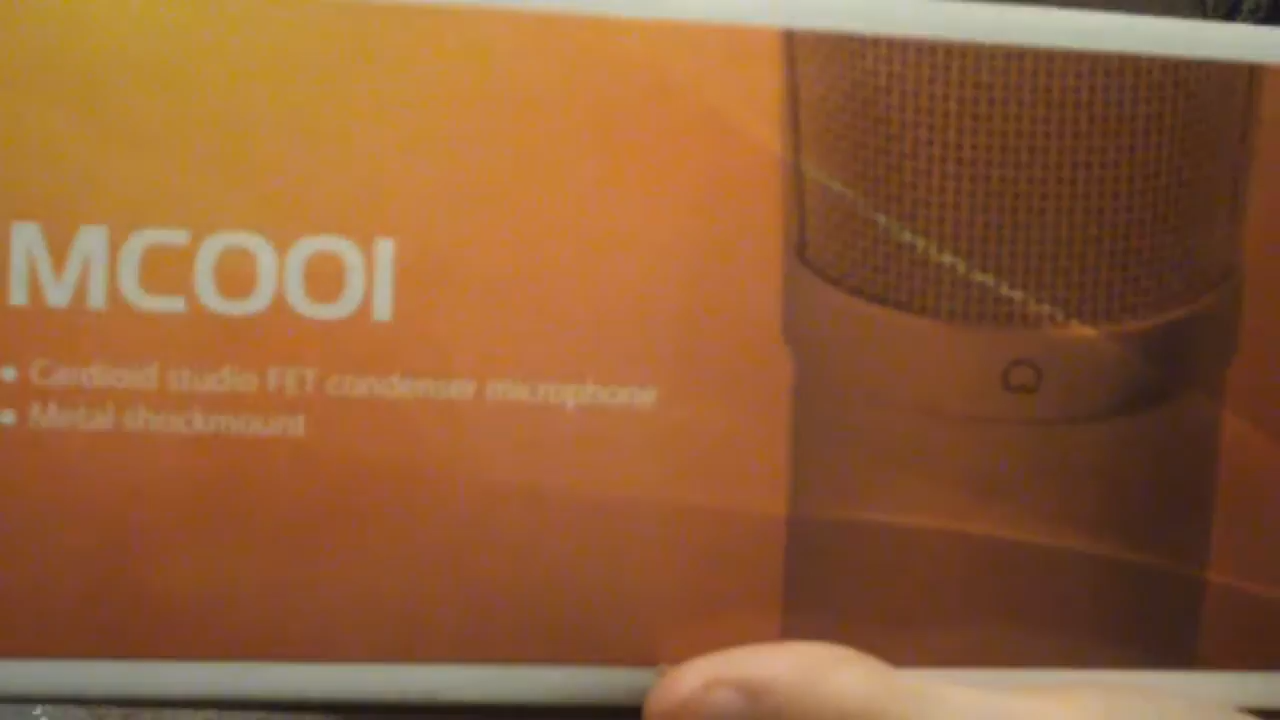 MC001
• Cardioid studio FET condenser microphone
• Metal shockmount